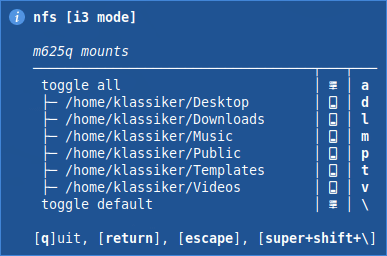 nfs [i3 mode]
m625q mounts
toggle all a
├─ /home/klassiker/Desktop d
├─ /home/klassiker/Downloads l
├─ /home/klassiker/Music m
├─ /home/klassiker/Public p
├─ /home/klassiker/Templates t
├─ /home/klassiker/Videos v
toggle default \
[q]uit, [return], [escape], [super+shift+\]